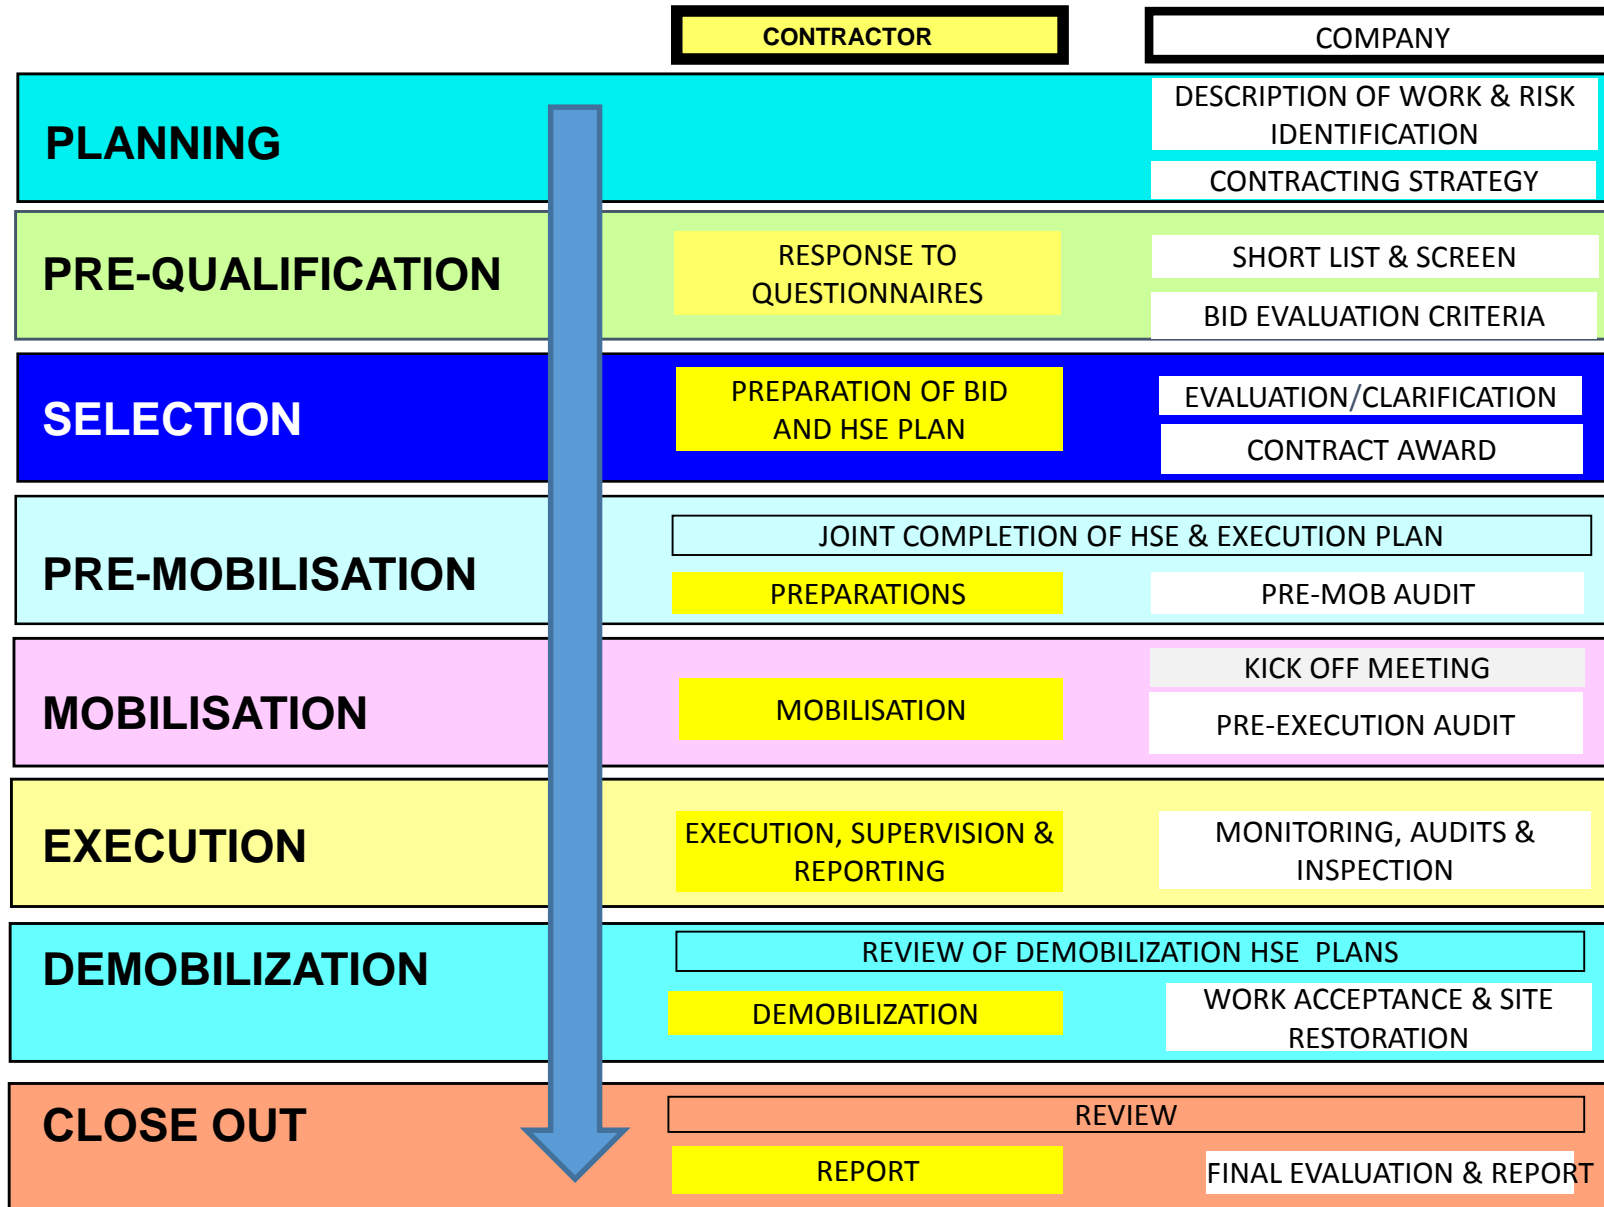 CONTRACTOR
COMPANY
PLANNING
DESCRIPTION OF WORK & RISK
IDENTIFICATION
CONTRACTING STRATEGY
PRE-QUALIFICATION
RESPONSE TO
QUESTIONNAIRES
SHORT LIST & SCREEN
BID EVALUATION CRITERIA
SELECTION
PREPARATION OF BID
AND HSE PLAN
EVALUATION/CLARIFICATION
CONTRACT AWARD
PRE-MOBILISATION
JOINT COMPLETION OF HSE & EXECUTION PLAN
PREPARATIONS
PRE-MOB AUDIT
MOBILISATION
MOBILISATION
KICK OFF MEETING
PRE-EXECUTION AUDIT
EXECUTION
EXECUTION, SUPERVISION &
REPORTING
MONITORING, AUDITS &
INSPECTION
DEMOBILIZATION
REVIEW OF DEMOBILIZATION HSE PLANS
DEMOBILIZATION
WORK ACCEPTANCE & SITE
RESTORATION
CLOSE OUT
REVIEW
REPORT
FINAL EVALUATION & REPORT